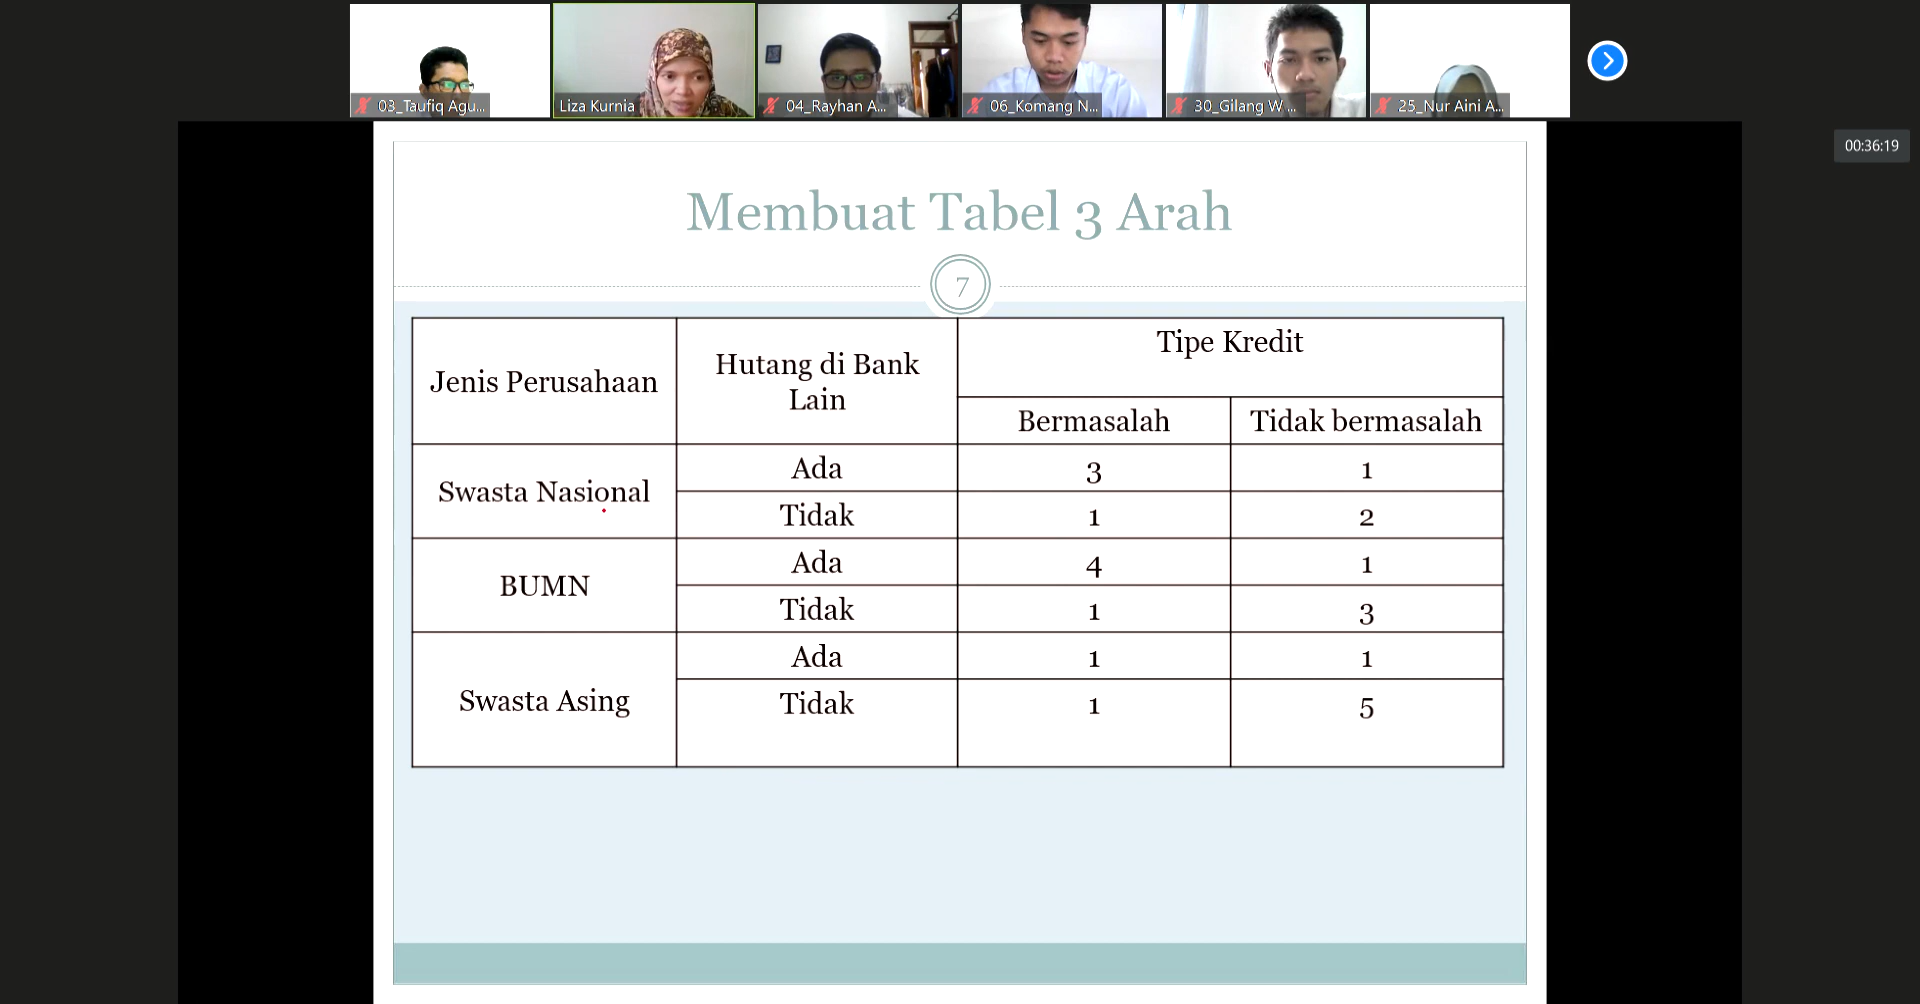 03_Taufiq Agu...
Liza Kurnia
04_Rayhan A...
06_Komang N...
30_Gilang W ...
25_Nur Aini A...
00:36:19
Membuat Tabel 3 Arah
7
Jenis Perusahaan
Hutang di Bank
Lain
Tipe Kredit
Bermasalah
Tidak bermasalah
Swasta Nasional
Ada
3
1
Tidak
1
2
BUMN
Ada
4
1
Tidak
1
3
Swasta Asing
Ada
1
1
Tidak
1
5